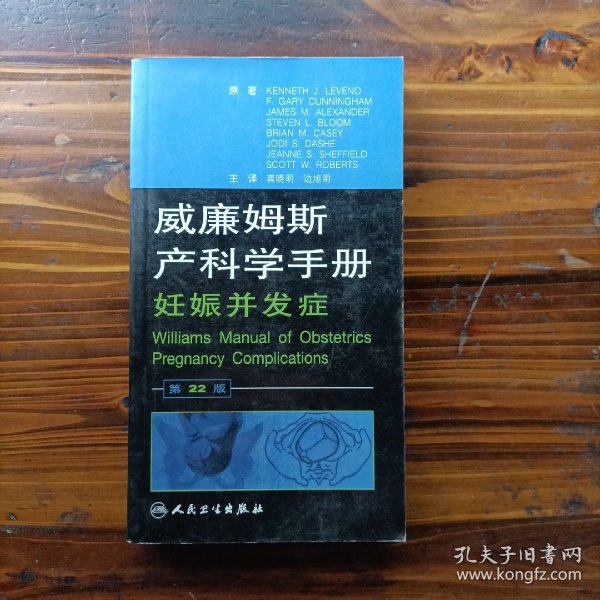 原 著 KENNETH J. LEVENO
F. GARY CUNNINGHAM
JAMES M. ALEXANDER
STEVEN L. BLOOM
BRIAN M. CASEY
JODI S. DASHE
JEANNE S. SHEFFIELD
SCOTT W. ROBERTS
主 译 龚晓明 边旭明
威廉姆斯
产科学手册
妊娠并发症
Williams Manual of Obstetrics
Pregnancy Complications
第 22 版
人民卫生出版社
孔夫子旧书网
www.kongfz.com